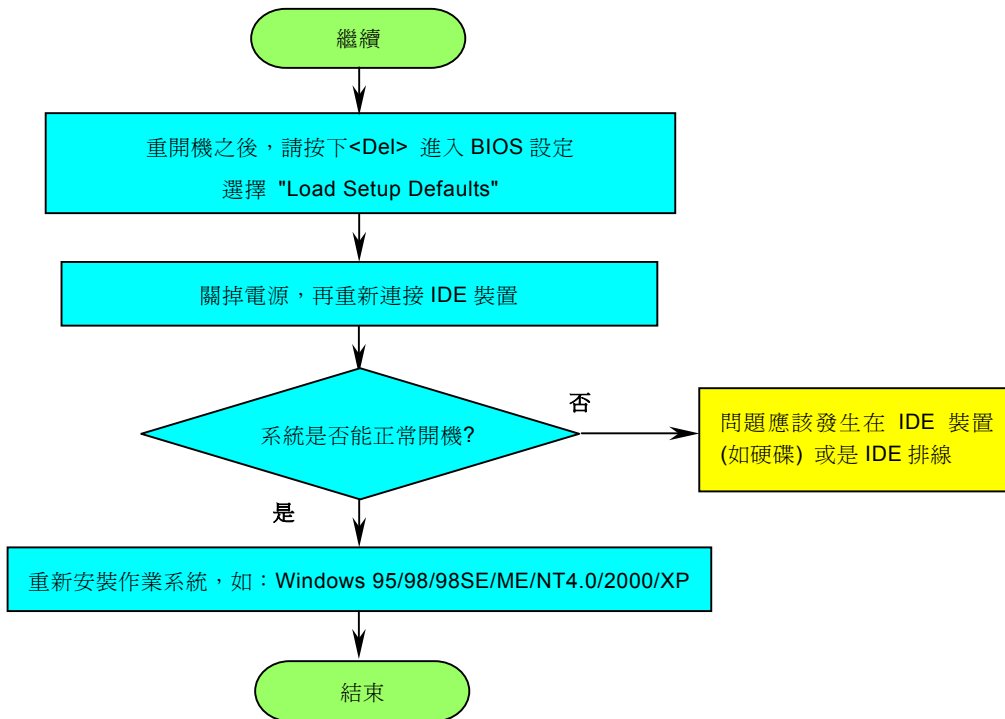 繼續
重開機之後，請按下<Del> 進入 BIOS 設定
選擇 "Load Setup Defaults"
關掉電源，再重新連接 IDE 裝置
系統是否能正常開機?
否
問題應該發生在 IDE 裝置
(如硬碟) 或是 IDE 排線
是
重新安裝作業系統，如：Windows 95/98/98SE/ME/NT4.0/2000/XP
結束